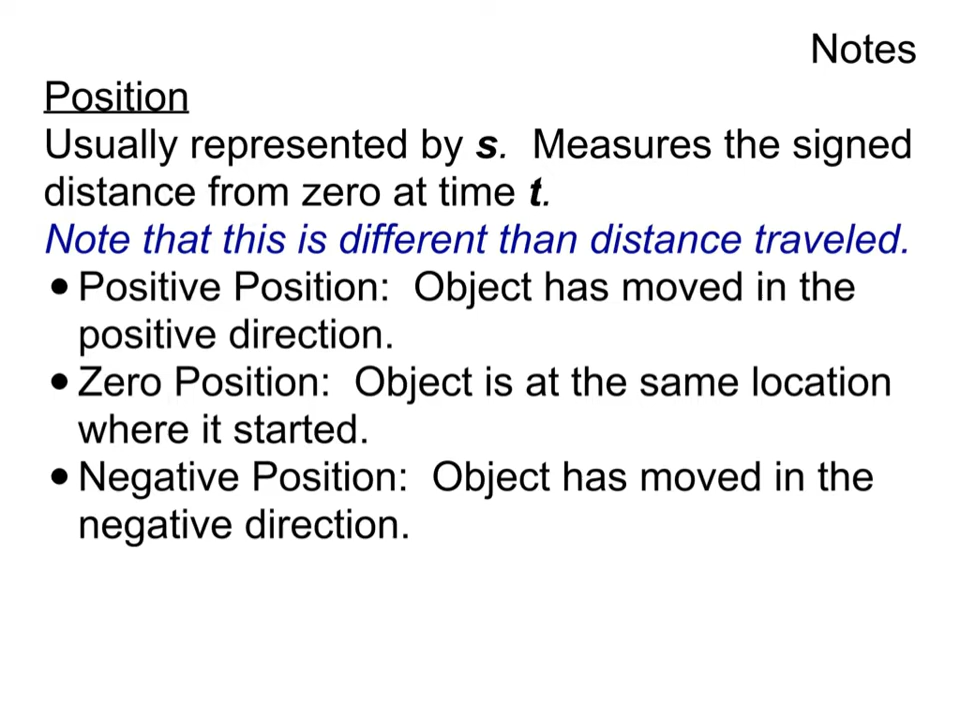 Notes
Position
Usually represented by s. Measures the signed
distance from zero at time t.
Note that this is different than distance traveled.
• Positive Position: Object has moved in the
positive direction.
• Zero Position: Object is at the same location
where it started.
• Negative Position: Object has moved in the
negative direction.